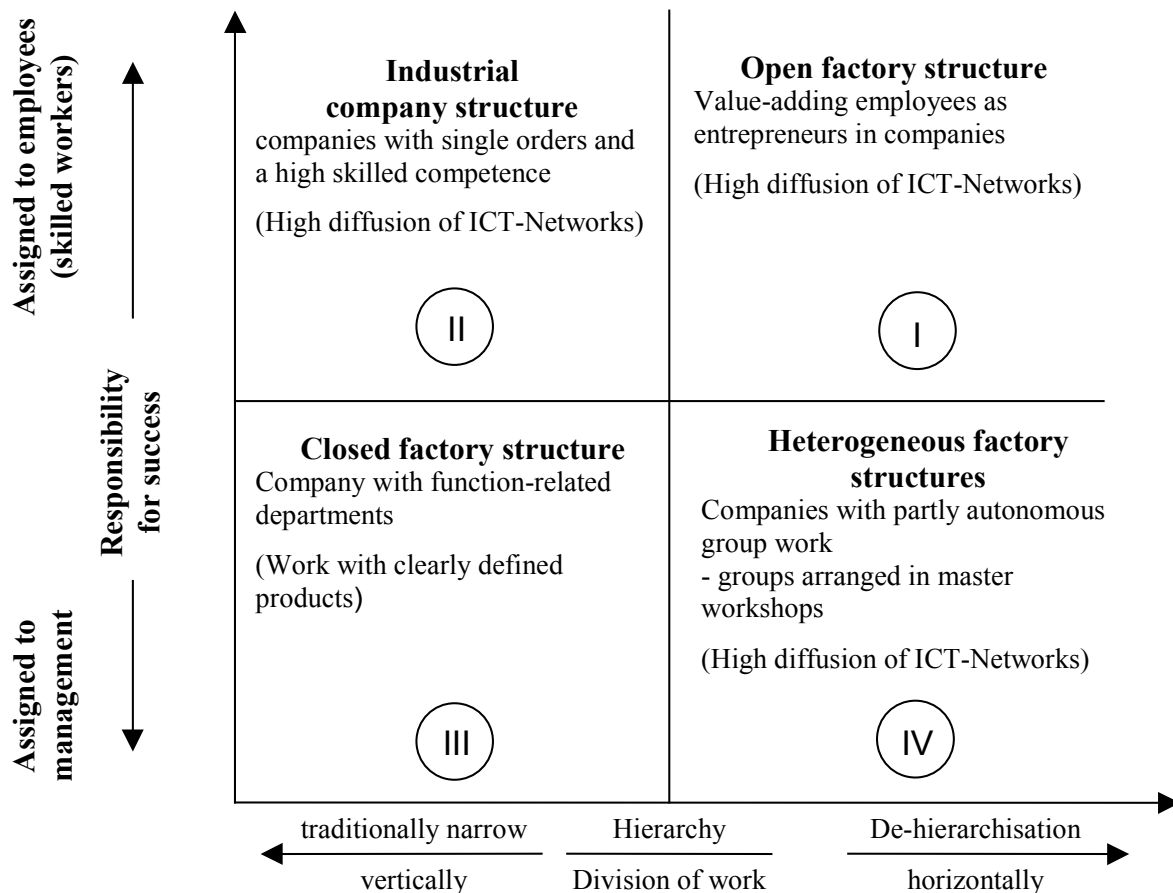 Assigned to employees
(skilled workers)
Responsibility
for success
Assigned to
management
Industrial
company structure
companies with single orders and
a high skilled competence
(High diffusion of ICT-Networks)
II
Open factory structure
Value-adding employees as
entrepreneurs in companies
(High diffusion of ICT-Networks)
I
Closed factory structure
Company with function-related
departments
(Work with clearly defined
products)
III
Heterogeneous factory
structures
Companies with partly autonomous
group work
- groups arranged in master
workshops
(High diffusion of ICT-Networks)
IV
traditionally narrow
Hierarchy
De-hierarchisation
vertically
Division of work
horizontally